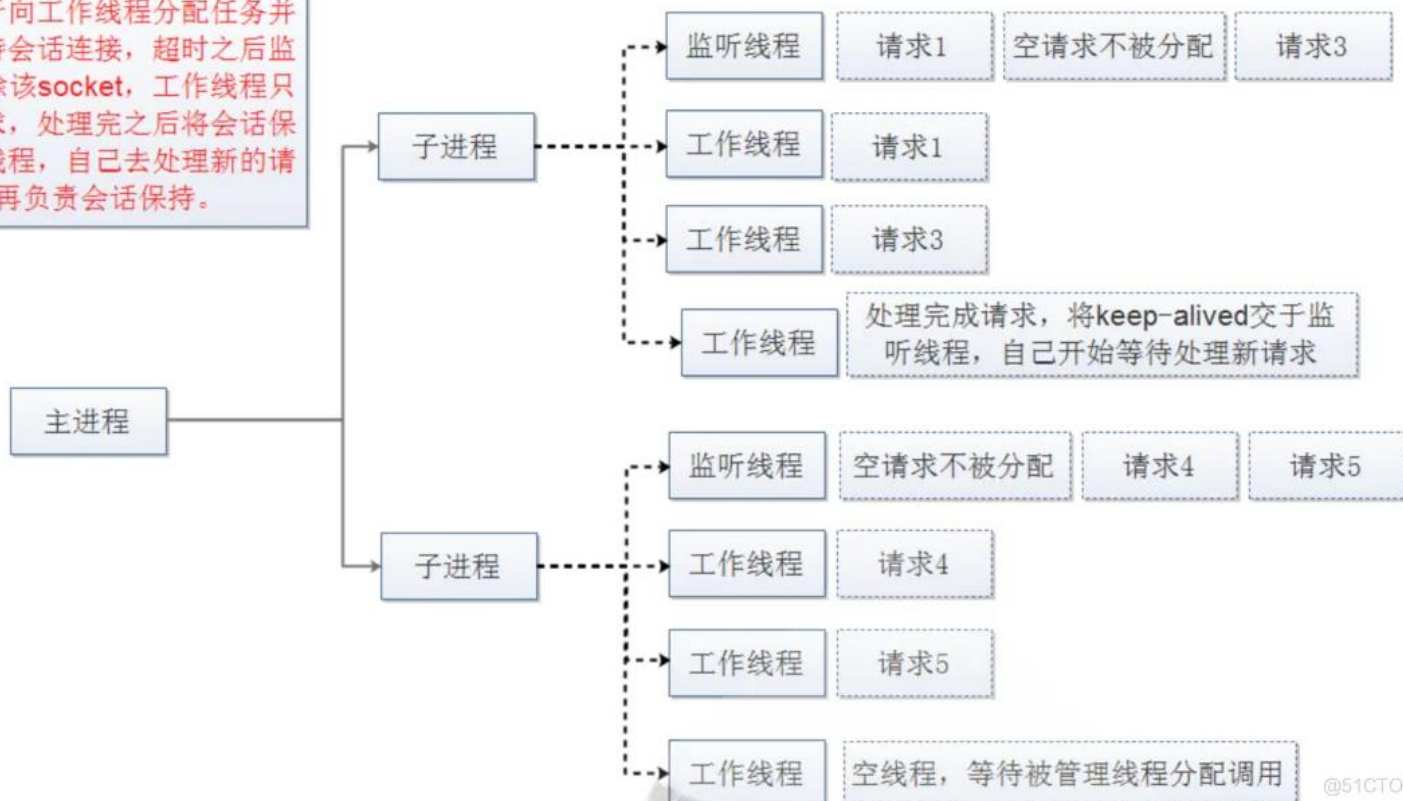 向工作线程分配任务并
会话连接，超时之后监
该socket，工作线程只
，处理完之后将会话保
线程，自己去处理新的请
再负责会话保持。
监听线程 请求1 空请求不被分配 请求3
子进程
工作线程 请求1
工作线程 请求3
工作线程
处理完成请求，将keep-alived交于监
听线程，自己开始等待处理新请求
主进程
监听线程 空请求不被分配 请求4 请求5
子进程
工作线程 请求4
工作线程 请求5
工作线程 空线程，等待被管理线程分配调用
@51CTO